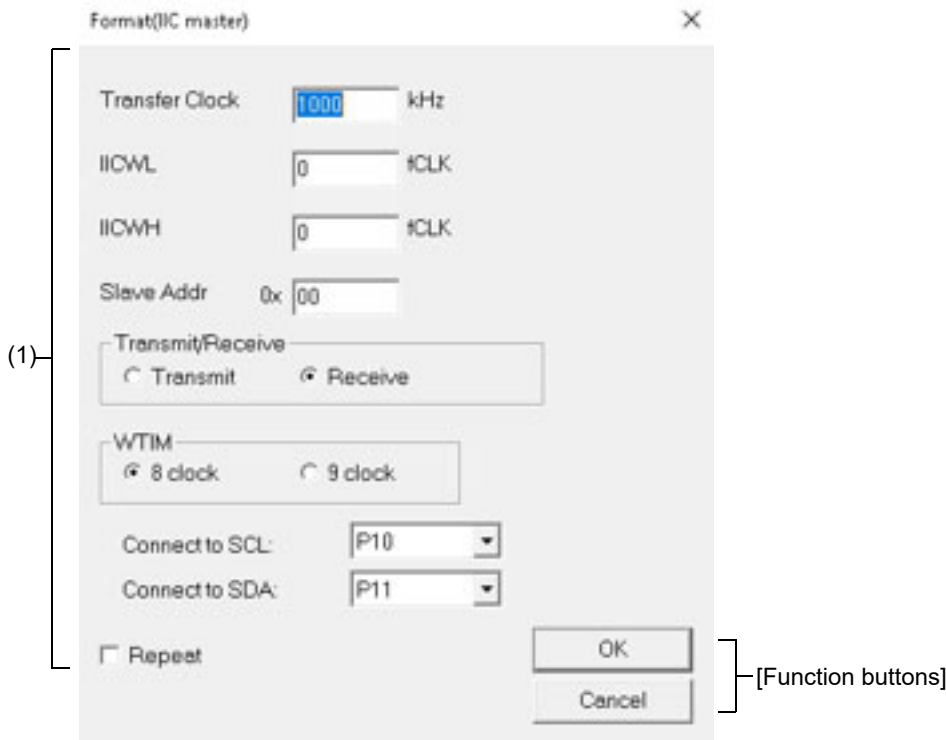 Format(IIC master)
Transfer Clock 1000 kHz
IICWL 0 fCLK
IICWH 0 fCLK
Slave Addr 0x 00
(1)
Transmit/Receive
Transmit Receive
WTIM
8 clock 9 clock
Connect to SCL: P10
Connect to SDA: P11
Repeat
OK
Cancel
[Function buttons]